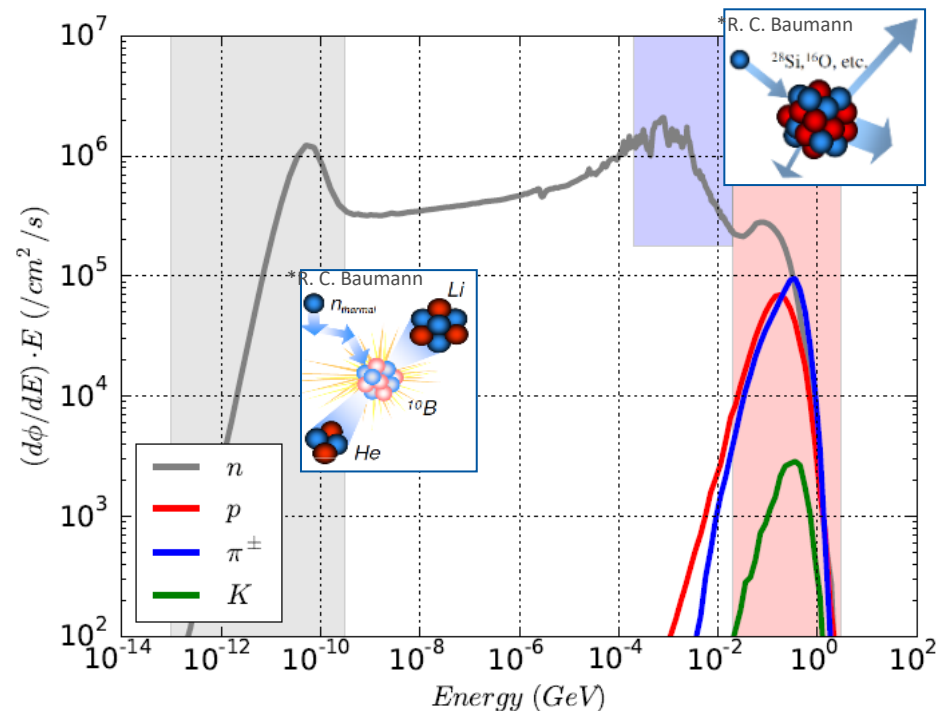 *R. C. Baumann
²⁸Si,¹⁶O, etc.
10⁷
10⁶
10⁵
10⁴
10³
10²
(dϕ/dE) ·E (/cm²/s)
*R. C. Baumann
Li
n_thermal
¹⁰B
He
n
p
π^±
K
10⁻¹⁴ 10⁻¹² 10⁻¹⁰ 10⁻⁸ 10⁻⁶ 10⁻⁴ 10⁻² 10⁰ 10²
Energy (GeV)